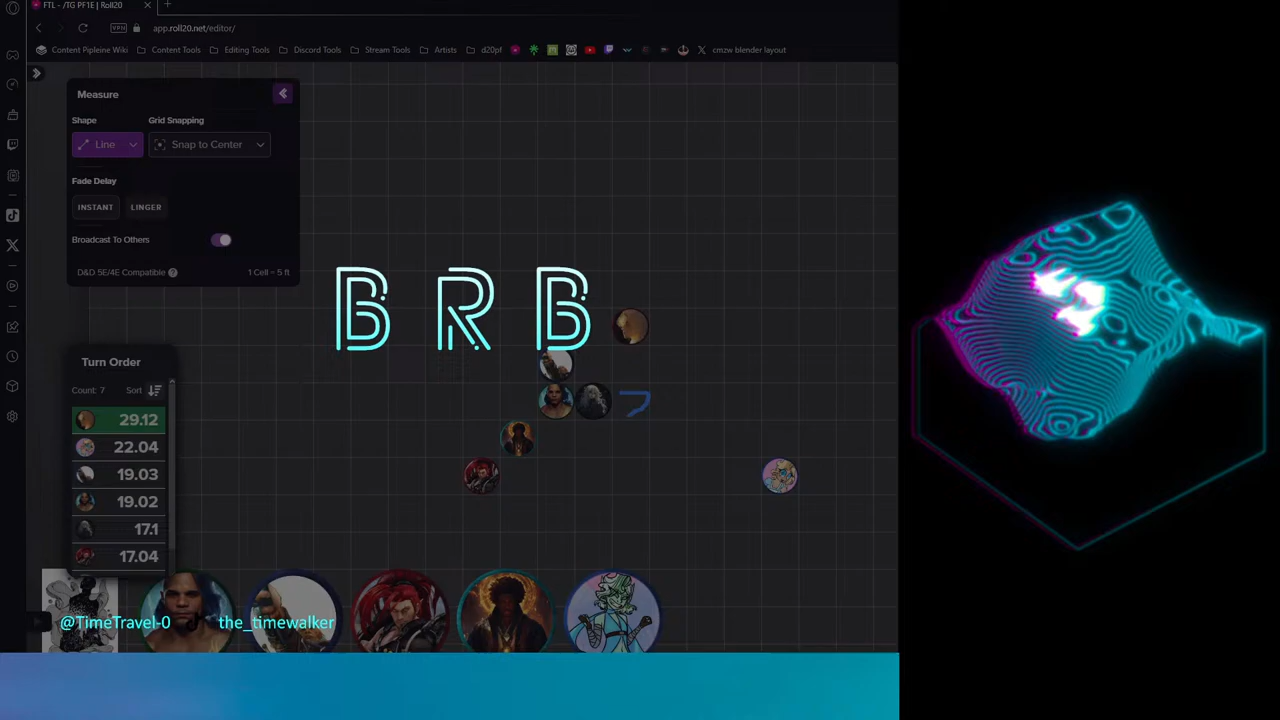 FTL - /TG PF1E | Roll20
VPN
app.roll20.net/editor/
Content Pipleine Wiki
Content Tools
Editing Tools
Discord Tools
Stream Tools
Artists
d20pf
cmzw blender layout
Measure
Shape
Grid Snapping
Line
Snap to Center
Fade Delay
INSTANT
LINGER
Broadcast To Others
D&D 5E/4E Compatible
1 Cell = 5 ft.
BRB
Turn Order
Count: 7
Sort
29.12
22.04
19.03
19.02
17.1
17.04
@TimeTravel-0
the_timewalker